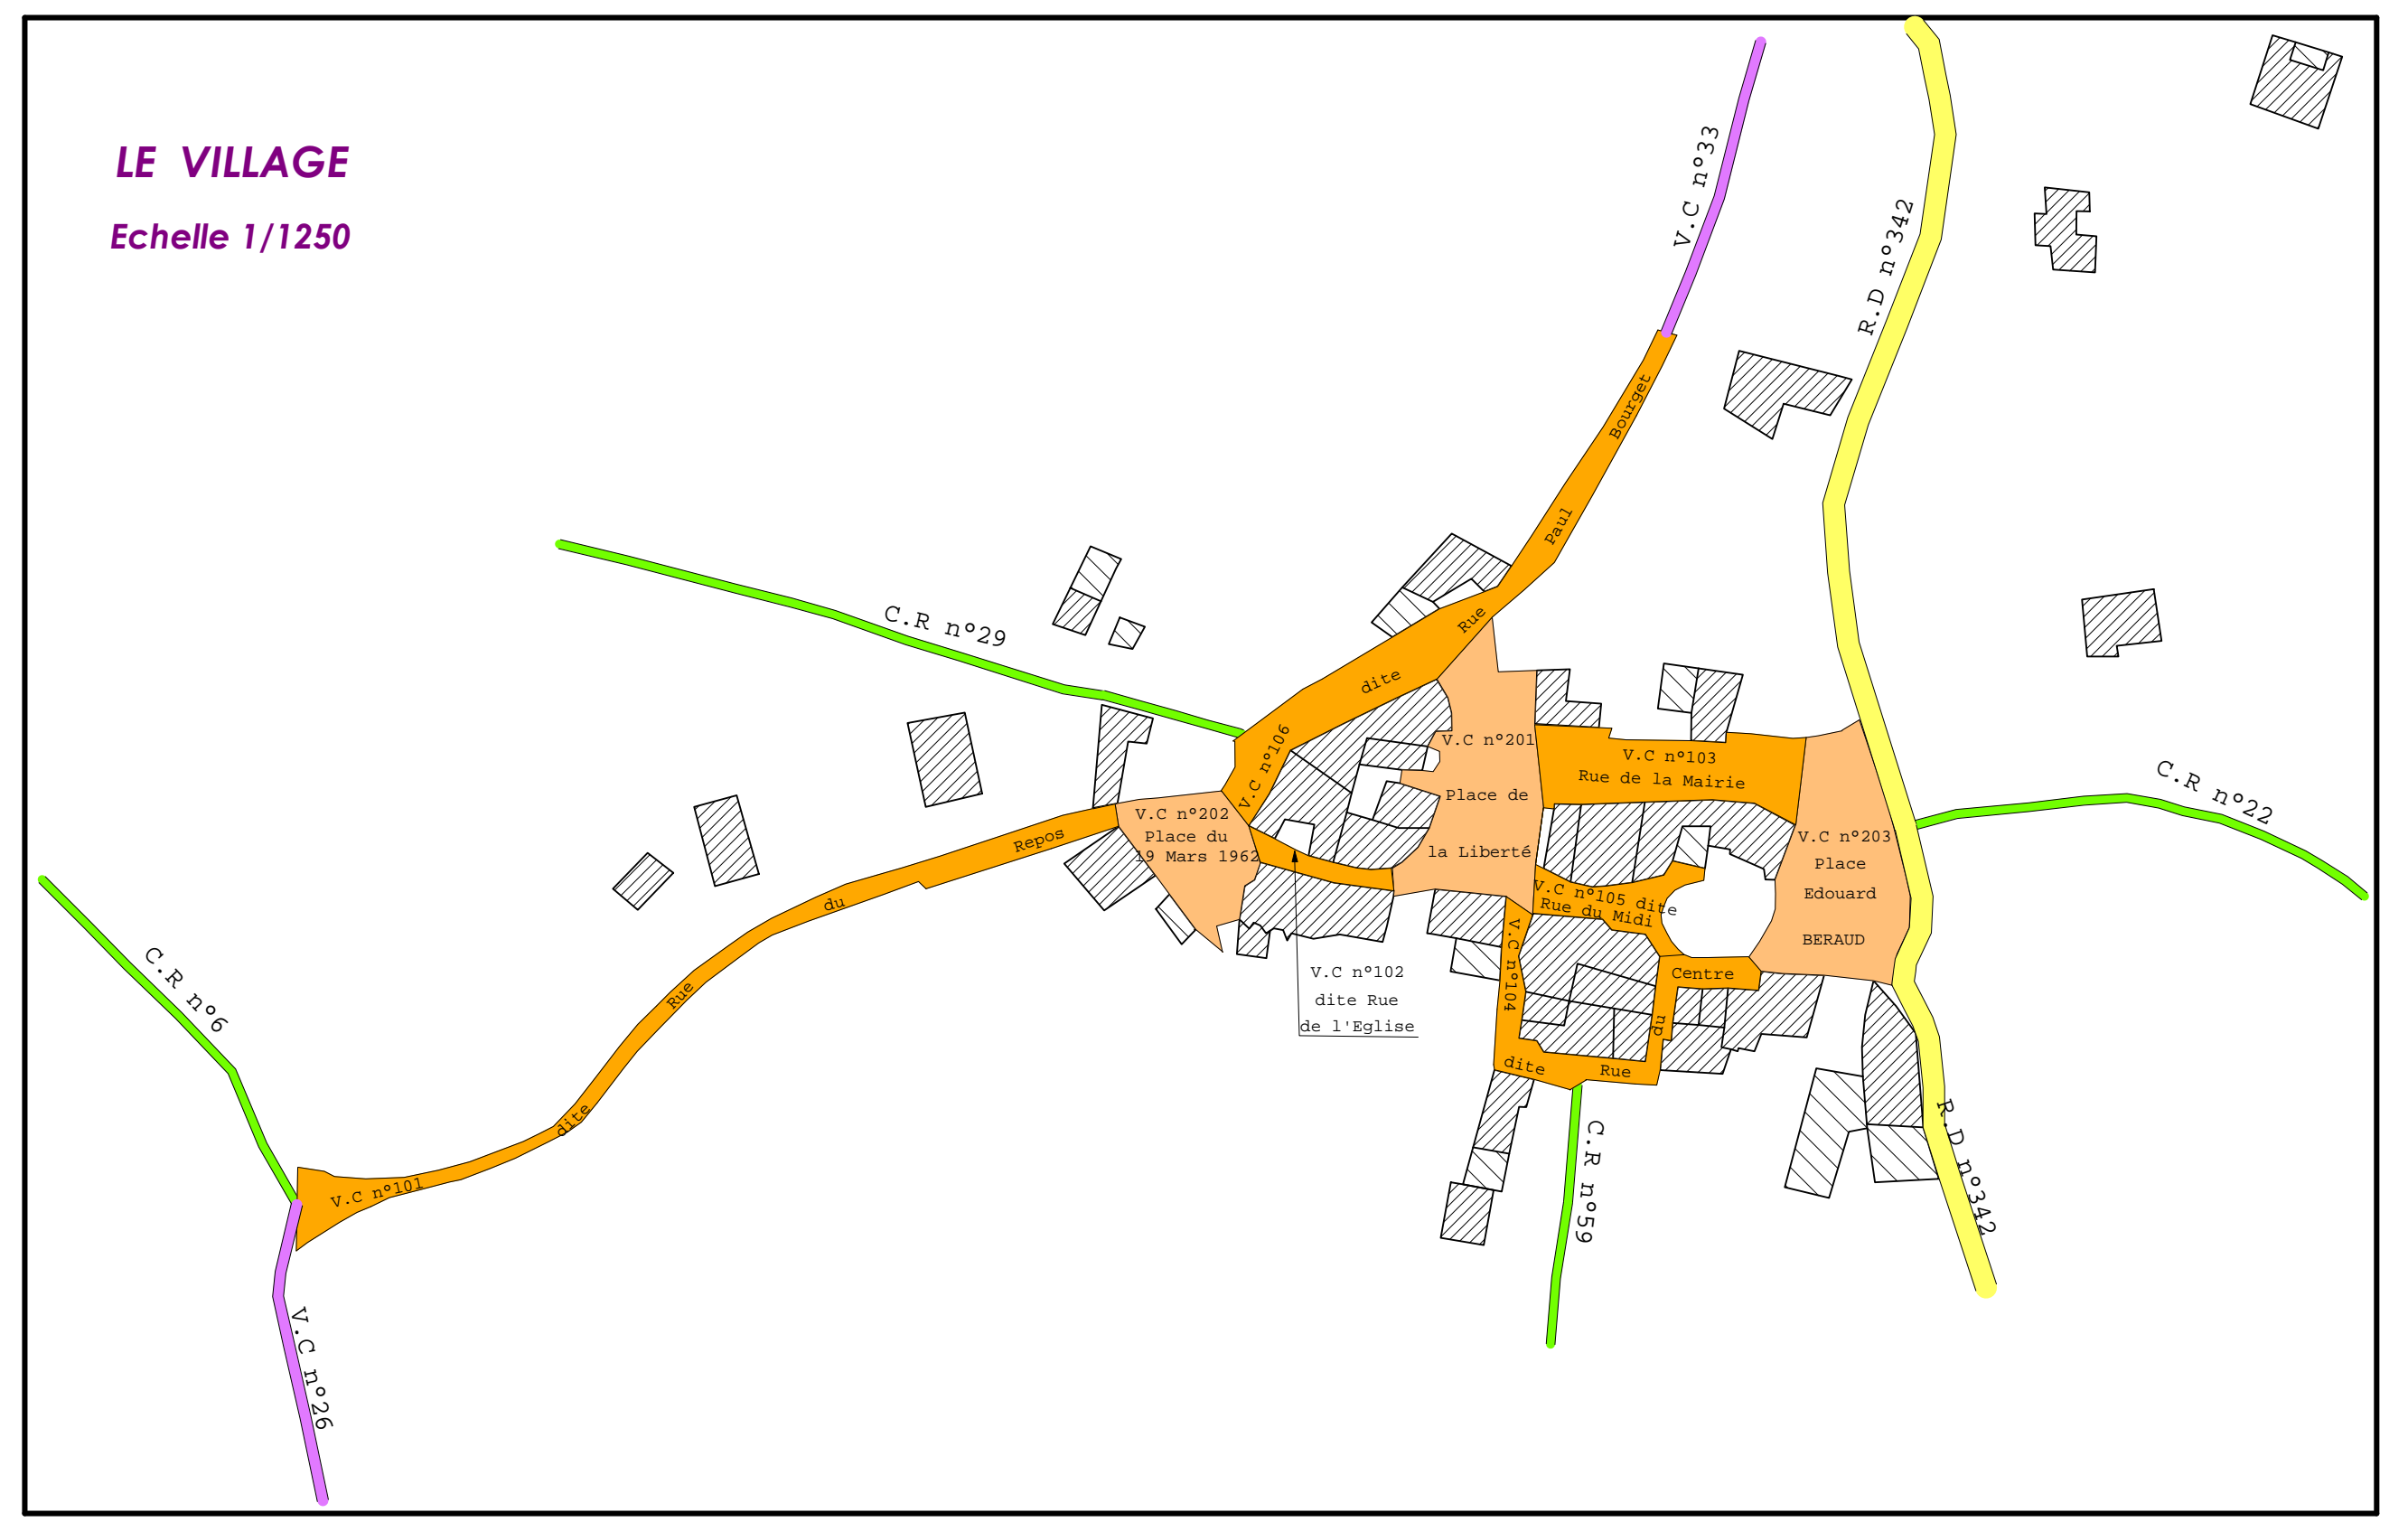 LE VILLAGE
Echelle 1/1250
V.C n°33
R.D n°342
Bourget
Paul
Rue
dite
V.C n°106
C.R n°29
V.C n°201
Place de
la Liberté
V.C n°103
Rue de la Mairie
C.R n°22
V.C n°202
Place du
19 Mars 1962
V.C n°203
Place
Edouard
BERAUD
Repos
du
Rue
dite
V.C n°101
V.C n°105 dite
Rue du Midi
V.C n°104
dite
Rue
du
Centre
V.C n°102
dite Rue
de l'Eglise
C.R n°6
V.C n°26
C.R n°59
R.D n°342